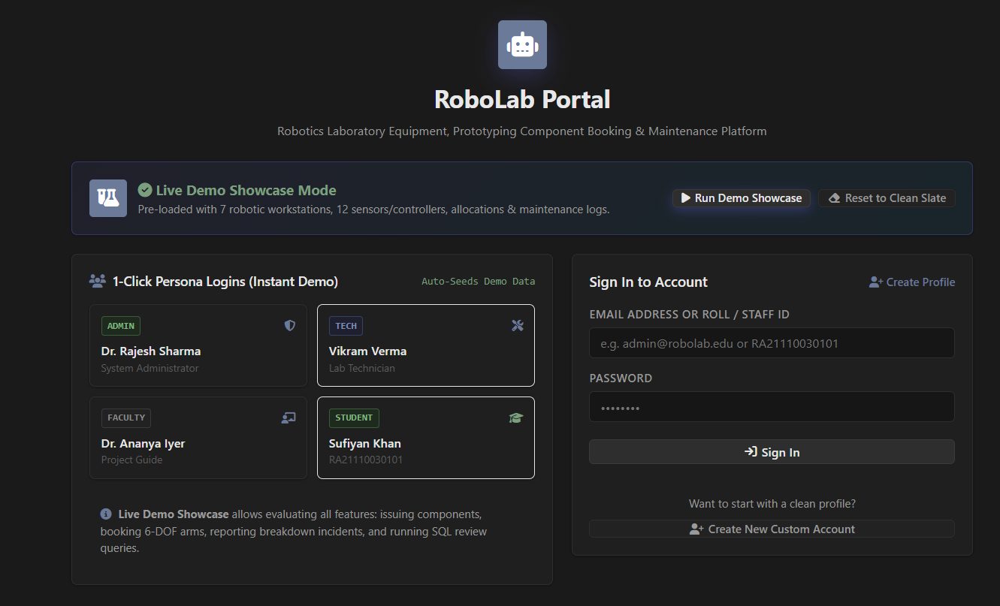 RoboLab Portal
Robotics Laboratory Equipment, Prototyping Component Booking & Maintenance Platform
Live Demo Showcase Mode
Pre-loaded with 7 robotic workstations, 12 sensors/controllers, allocations & maintenance logs.
Run Demo Showcase
Reset to Clean Slate
1-Click Persona Logins (Instant Demo)
Auto-Seeds Demo Data
ADMIN
Dr. Rajesh Sharma
System Administrator
TECH
Vikram Verma
Lab Technician
FACULTY
Dr. Ananya Iyer
Project Guide
STUDENT
Sufiyan Khan
RA21110030101
Live Demo Showcase allows evaluating all features: issuing components,
booking 6-DOF arms, reporting breakdown incidents, and running SQL review
queries.
Sign In to Account
Create Profile
EMAIL ADDRESS OR ROLL / STAFF ID
e.g. admin@robolab.edu or RA21110030101
PASSWORD
••••••••
Sign In
Want to start with a clean profile?
Create New Custom Account